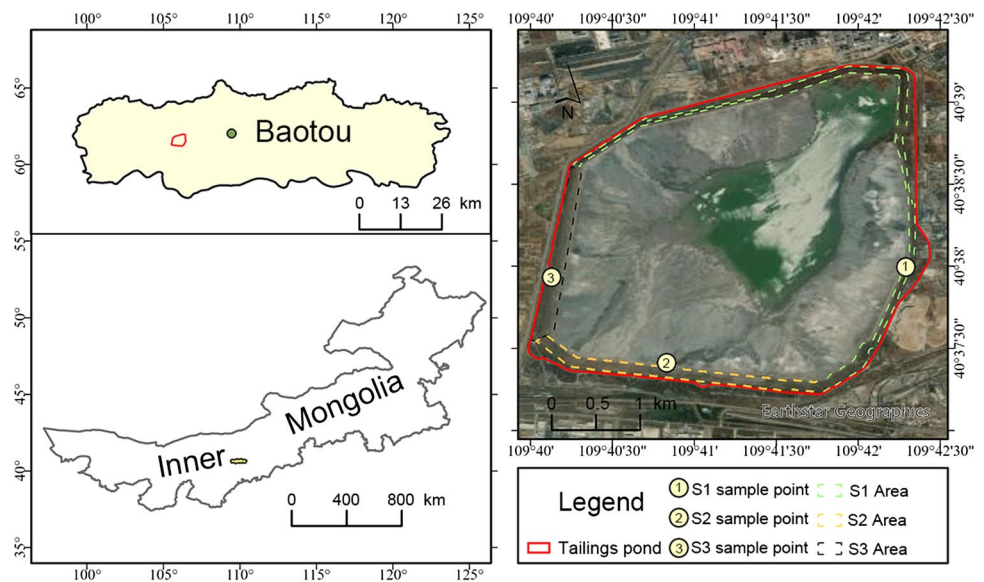 100° 105° 110° 115° 120° 125°
65°
60°
Baotou
0 13 26 km
55°
50°
45°
40°
35°
Inner Mongolia
0 400 800 km
100° 105° 110° 115° 120° 125°
109°40' 109°40'30" 109°41' 109°41'30" 109°42' 109°42'30"
N
40°39'
40°38'30"
40°38'
40°37'30"
1
3
2
0 0.5 1 km
Earthstar Geographics
109°40' 109°40'30" 109°41' 109°41'30" 109°42' 109°42'30"
Legend
Tailings pond
1 S1 sample point
2 S2 sample point
3 S3 sample point
S1 Area
S2 Area
S3 Area